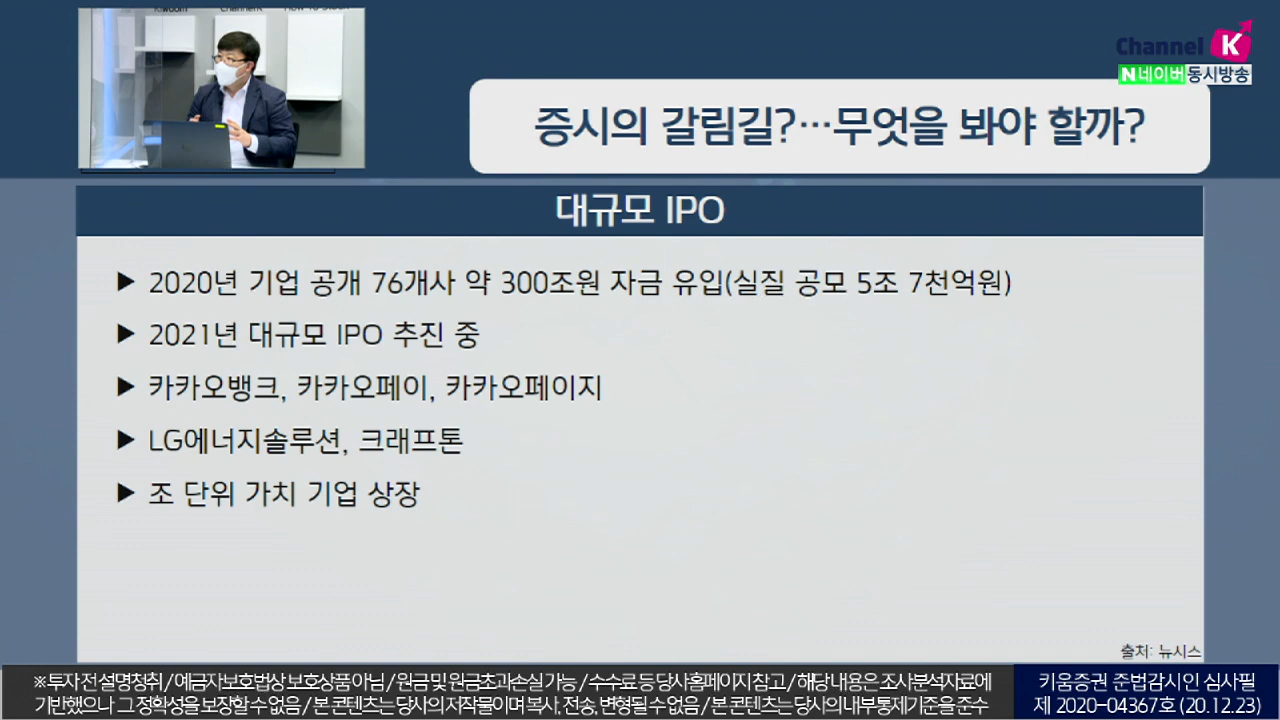 Kiwoom ChannelK How To Stock
Channel K
N 네이버 동시방송
증시의 갈림길?…무엇을 봐야 할까?
대규모 IPO
▶ 2020년 기업 공개 76개사 약 300조원 자금 유입(실질 공모 5조 7천억원)
▶ 2021년 대규모 IPO 추진 중
▶ 카카오뱅크, 카카오페이, 카카오페이지
▶ LG에너지솔루션, 크래프톤
▶ 조 단위 가치 기업 상장
출처: 뉴시스
※투자 전 설명청취 / 예금자보호법상 보호상품 아님 / 원금 및 원금초과손실 가능 / 수수료 등 당사홈페이지 참고 / 해당 내용은 조사분석자료에
기반했으나 그 정확성을 보장할 수 없음 / 본 콘텐츠는 당사의 저작물이며 복사, 전송, 변형될 수 없음 / 본 콘텐츠는 당사의 내부통제기준을 준수
키움증권 준법감시인 심사필
제 2020-04367호 (20.12.23)